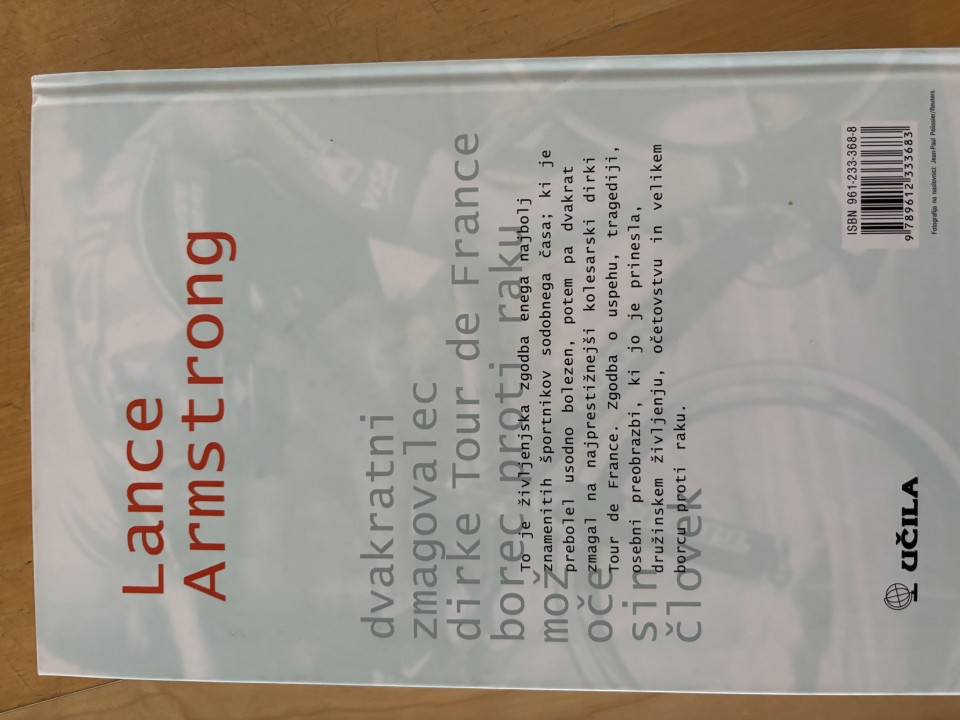 Lance
Armstrong
dvakratni
zmagovalec
dirke Tour de France
borec proti raku
mož
oče
sin
človek
To je življenjska zgodba enega najbolj
znamenitih športnikov sodobnega časa; ki je
prebolel usodno bolezen, potem pa dvakrat
zmagal na najprestižnejši kolesarski dirki
Tour de France. Zgodba o uspehu, tragediji,
osebni preobrazbi, ki jo je prinesla,
družinskem življenju, očetovstvu in velikem
borcu proti raku.
UČILA
ISBN 961-233-368-8
9 789612 333683
Fotografija na naslovnici: Jean-Paul Pelissier/Reuters.